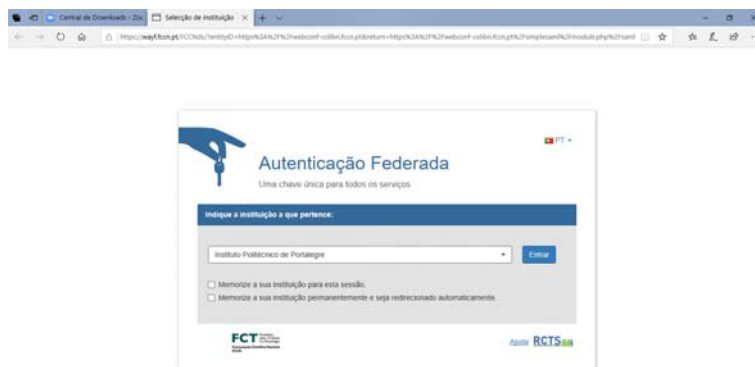 Central de Downloads - Zoo
Selecção de instituição
PT
Autenticação Federada
Uma chave única para todos os serviços
Indique a instituição a que pertence:
Instituto Politécnico de Portalegre
Entrar
Memorize a sua instituição para esta sessão.
Memorize a sua instituição permanentemente e seja redirecionado automaticamente.
FCT
Ajuda RCTS